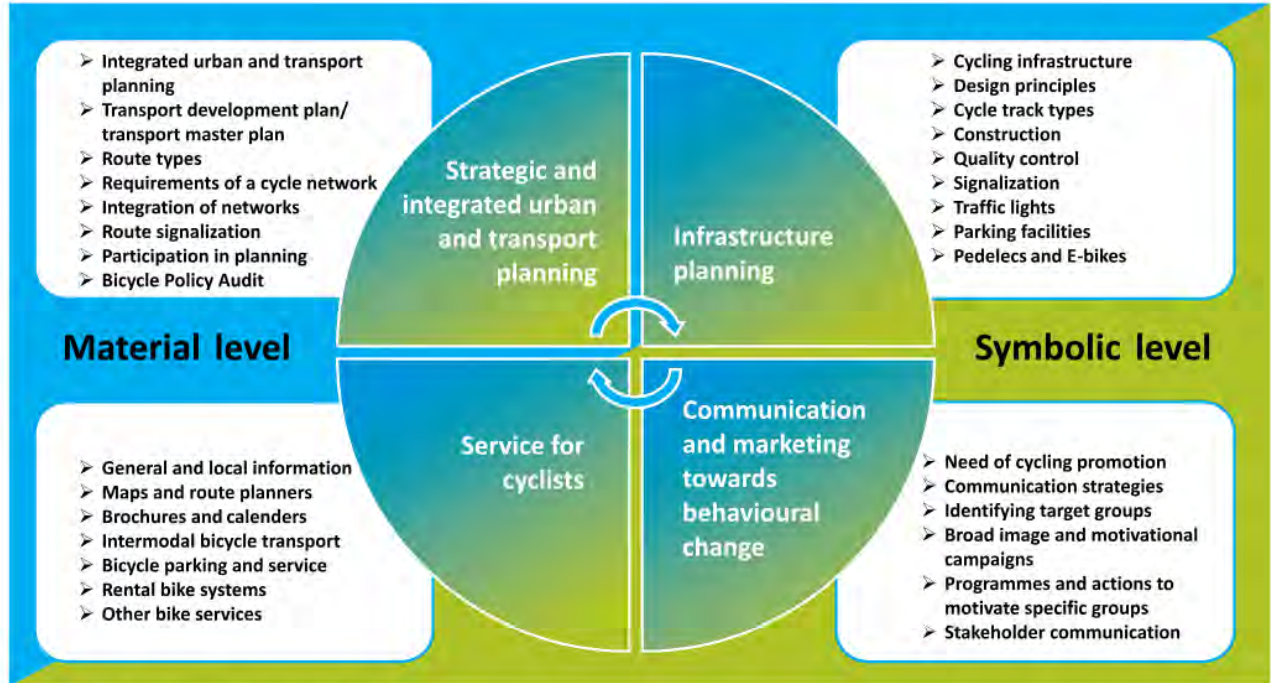 ➢ Integrated urban and transport
planning
➢ Transport development plan/
transport master plan
➢ Route types
➢ Requirements of a cycle network
➢ Integration of networks
➢ Route signalization
➢ Participation in planning
➢ Bicycle Policy Audit
Strategic and
integrated urban
and transport
planning
Infrastructure
planning
➢ Cycling infrastructure
➢ Design principles
➢ Cycle track types
➢ Construction
➢ Quality control
➢ Signalization
➢ Traffic lights
➢ Parking facilities
➢ Pedelecs and E-bikes
Material level
Symbolic level
➢ General and local information
➢ Maps and route planners
➢ Brochures and calenders
➢ Intermodal bicycle transport
➢ Bicycle parking and service
➢ Rental bike systems
➢ Other bike services
Service for
cyclists
Communication
and marketing
towards
behavioural
change
➢ Need of cycling promotion
➢ Communication strategies
➢ Identifying target groups
➢ Broad image and motivational
campaigns
➢ Programmes and actions to
motivate specific groups
➢ Stakeholder communication